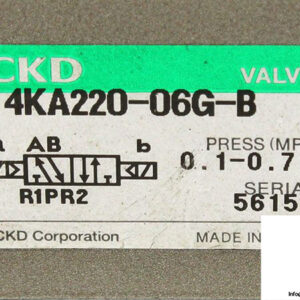 CKD VALV
4KA220-06G-B
a AB b PRESS (MP
0.1-0.7
R1PR2 SERIA
5615
CKD Corporation MADE IN